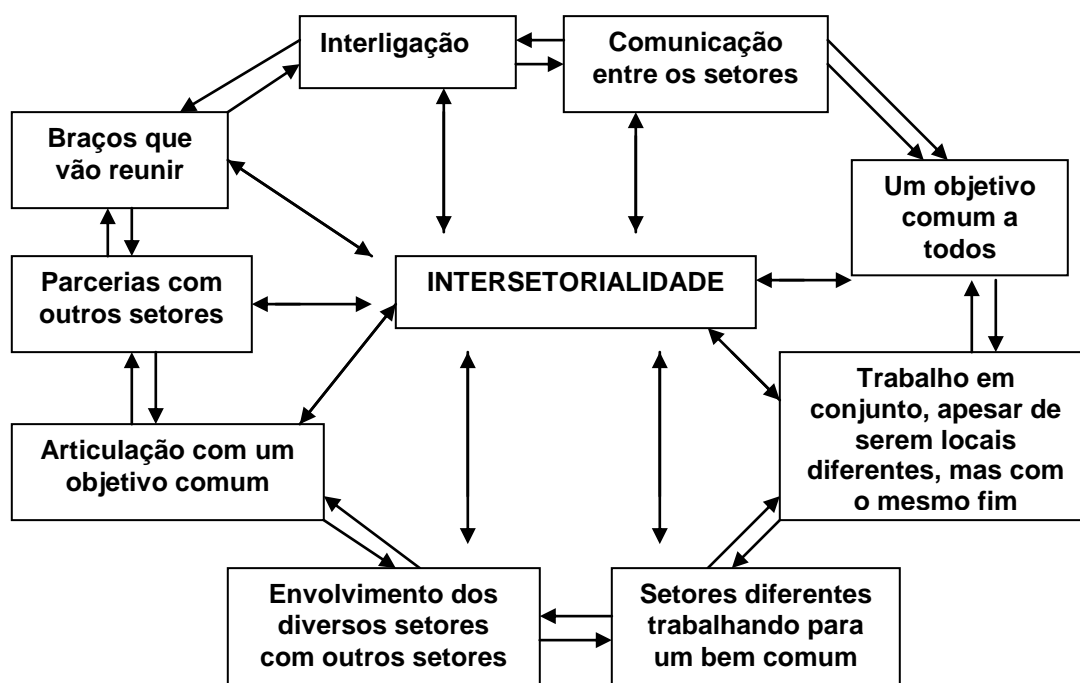 Interligação
Comunicação
entre os setores
Braços que
vão reunir
Um objetivo
comum a
todos
Parcerias com
outros setores
INTERSETORIALIDADE
Trabalho em
conjunto, apesar de
serem locais
diferentes, mas com
o mesmo fim
Articulação com um
objetivo comum
Envolvimento dos
diversos setores
com outros setores
Setores diferentes
trabalhando para
um bem comum